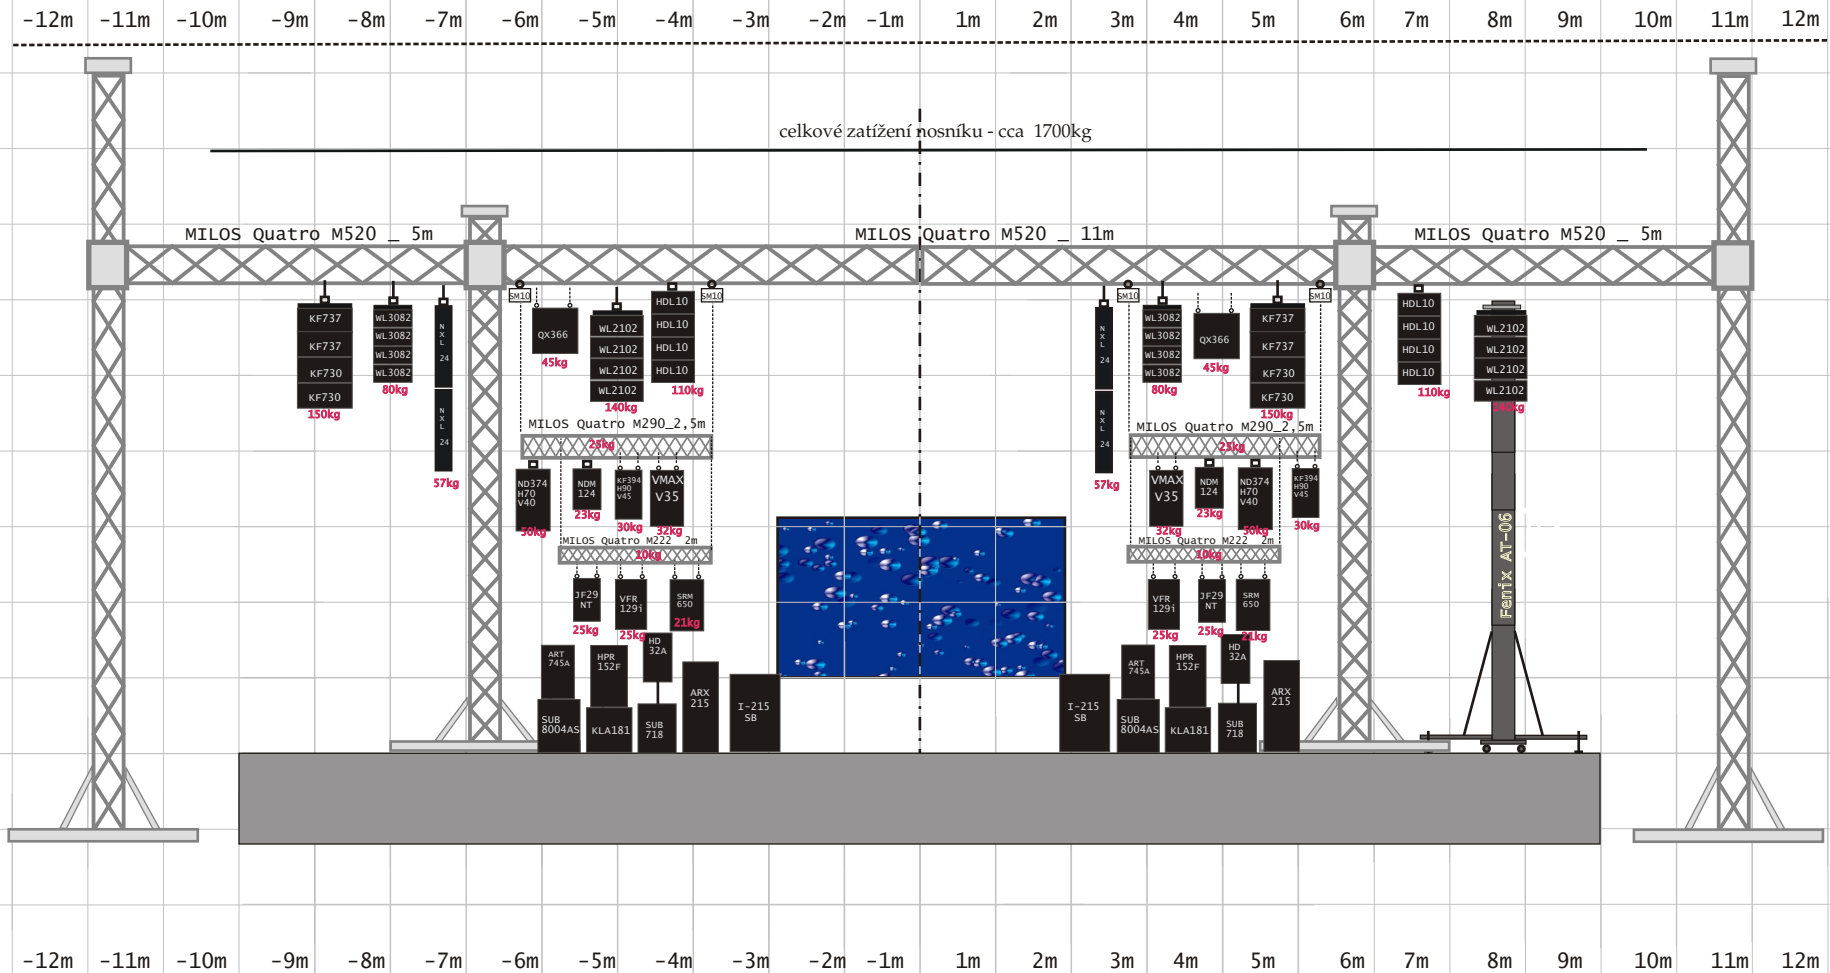 -12m -11m -10m -9m -8m -7m -6m -5m -4m -3m -2m -1m 1m 2m 3m 4m 5m 6m 7m 8m 9m 10m 11m 12m
celkové zatížení nosníku - cca 1700kg
MILOS Quatro M520 _ 5m
MILOS Quatro M520 _ 11m
MILOS Quatro M520 _ 5m
KF737
KF737
KF730
KF730
150kg
WL3082
WL3082
WL3082
WL3082
80kg
NXL
24
NXL
24
57kg
SM10
QX366
45kg
WL2102
WL2102
WL2102
WL2102
140kg
HDL10
HDL10
HDL10
HDL10
110kg
SM10
MILOS Quatro M290_2,5m
25kg
ND374
H70
V40
50kg
NDM
124
23kg
KF394
H90
V45
30kg
VMAX
V35
32kg
MILOS Quatro M222 2m
10kg
JF29
NT
25kg
VFR
129i
25kg
SRM
650
21kg
ART
745A
SUB
8004AS
HPR
152F
KLA181
HD
32A
SUB
718
ARX
215
I-215
SB
NXL
24
NXL
24
57kg
SM10
WL3082
WL3082
WL3082
WL3082
80kg
QX366
45kg
KF737
KF737
KF730
KF730
150kg
SM10
MILOS Quatro M290_2,5m
25kg
VMAX
V35
32kg
NDM
124
23kg
ND374
H70
V40
50kg
KF394
H90
V45
30kg
MILOS Quatro M222 2m
10kg
VFR
129i
25kg
JF29
NT
25kg
SRM
650
21kg
I-215
SB
ART
745A
SUB
8004AS
HPR
152F
KLA181
HD
32A
SUB
718
ARX
215
HDL10
HDL10
HDL10
HDL10
110kg
WL2102
WL2102
WL2102
WL2102
140kg
Fenix AT-06
-12m -11m -10m -9m -8m -7m -6m -5m -4m -3m -2m -1m 1m 2m 3m 4m 5m 6m 7m 8m 9m 10m 11m 12m